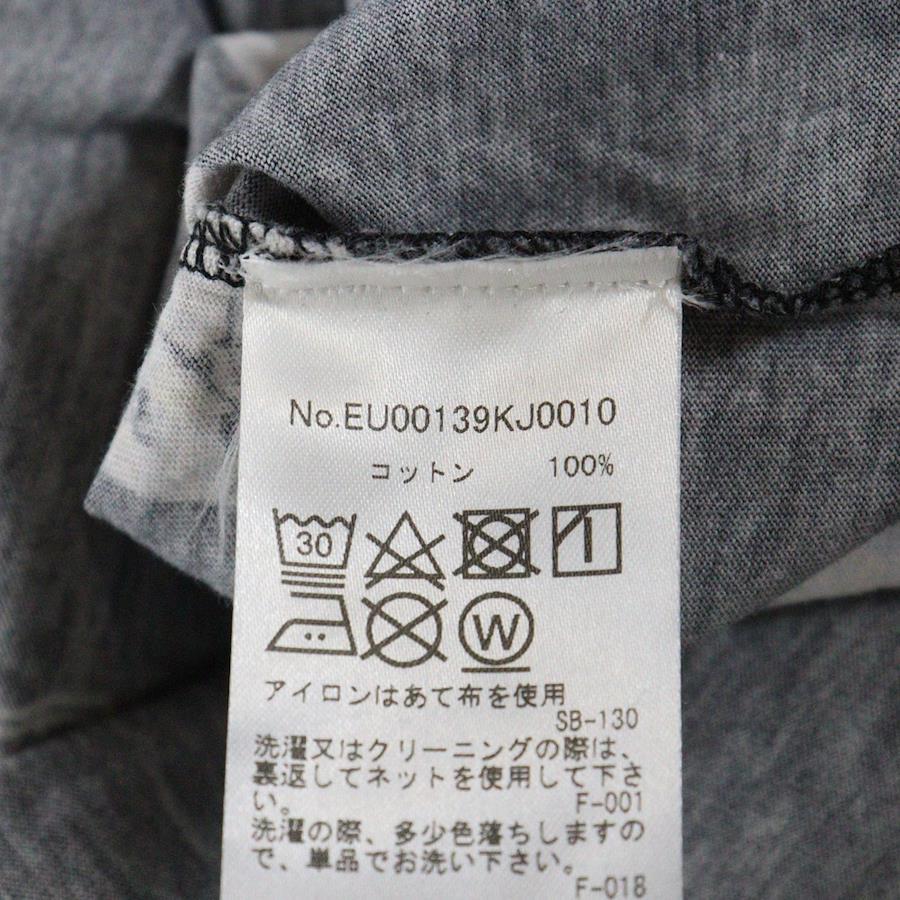 No.EU00139KJ0010
コットン 100%
30
W
アイロンはあて布を使用
SB-130
洗濯又はクリーニングの際は、
裏返してネットを使用して下さ
い。 F-001
洗濯の際、多少色落ちしますの
で、単品でお洗い下さい。
F-018